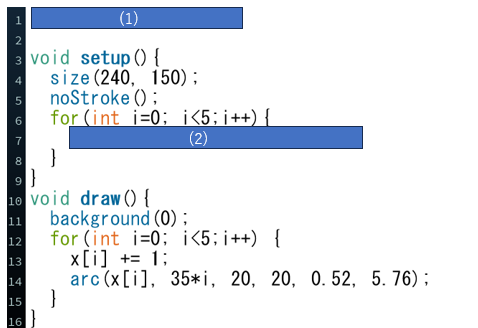 1 (1)
2
3 void setup(){
4 size(240, 150);
5 noStroke();
6 for(int i=0; i<5;i++){
7 (2)
8 }
9 }
10 void draw(){
11 background(0);
12 for(int i=0; i<5;i++) {
13 x[i] += 1;
14 arc(x[i], 35*i, 20, 20, 0.52, 5.76);
15 }
16 }